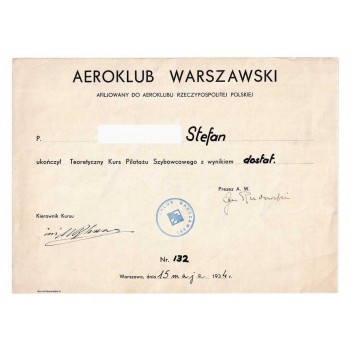 AEROKLUB WARSZAWSKI
AFILJOWANY DO AEROKLUBU RZECZYPOSPOLITEJ POLSKIEJ
P. Stefan
ukończył Teoretyczny Kurs Pilotażu Szybowcowego z wynikiem dostat.
Prezes A. W.
Kierownik Kursu
Nr. 132
Warszawa, dnia 15 maja 1934 r.